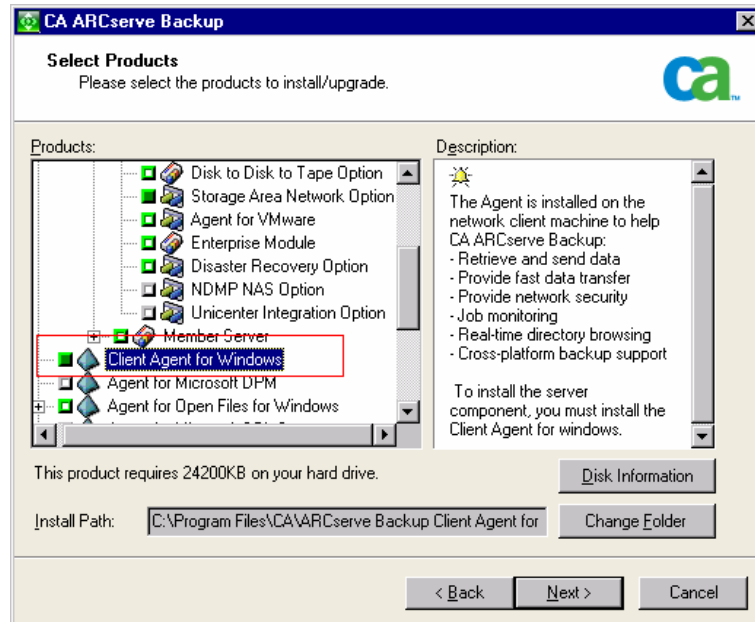 CA ARCserve Backup
Select Products
Please select the products to install/upgrade.
ca
TM
Products:
Disk to Disk to Tape Option
Storage Area Network Option
Agent for VMware
Enterprise Module
Disaster Recovery Option
NDMP NAS Option
Unicenter Integration Option
Member Server
Client Agent for Windows
Agent for Microsoft DPM
Agent for Open Files for Windows
Description:
The Agent is installed on the
network client machine to help
CA ARCserve Backup:
- Retrieve and send data
- Provide fast data transfer
- Provide network security
- Job monitoring
- Real-time directory browsing
- Cross-platform backup support
To install the server
component, you must install the
Client Agent for windows.
This product requires 24200KB on your hard drive.
Disk Information
Install Path:
C:\Program Files\CA\ARCserve Backup Client Agent for
Change Folder
< Back
Next >
Cancel